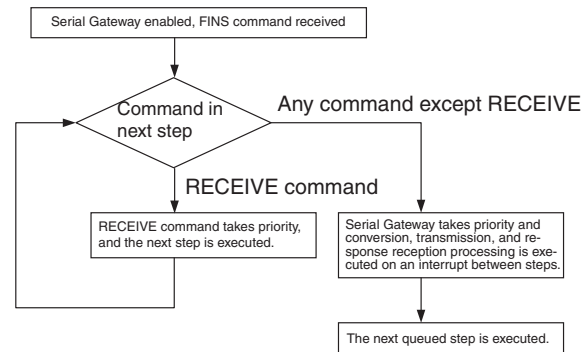 Serial Gateway enabled, FINS command received
Command in
next step
Any command except RECEIVE
RECEIVE command
RECEIVE command takes priority,
and the next step is executed.
Serial Gateway takes priority and
conversion, transmission, and re-
sponse reception processing is exe-
cuted on an interrupt between steps.
The next queued step is executed.